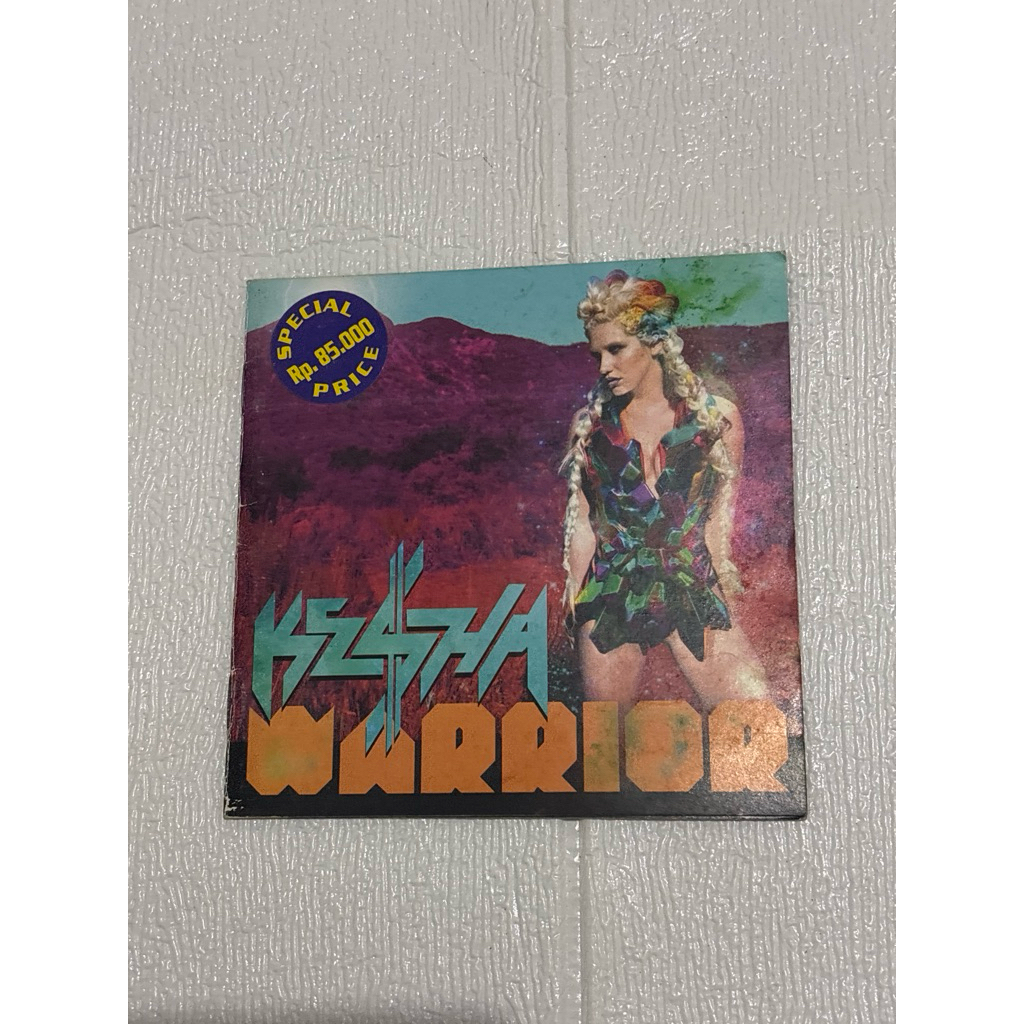 SPECIAL
Rp. 85.000
PRICE
KE$HA
WARRIOR